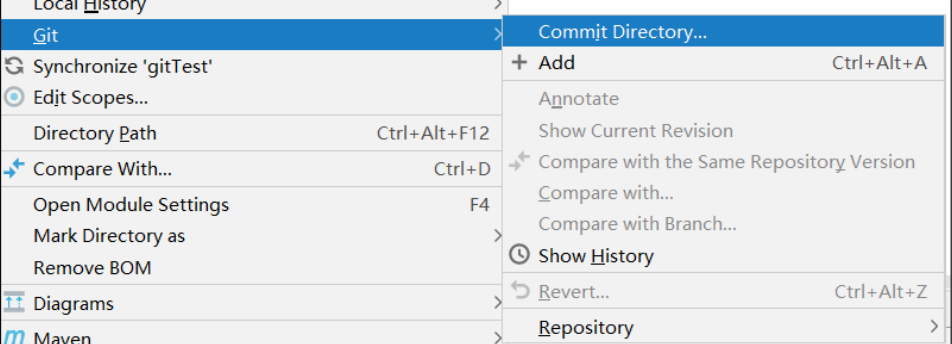 Local History
Git
Synchronize 'gitTest'
Edit Scopes...
Directory Path Ctrl+Alt+F12
Compare With... Ctrl+D
Open Module Settings F4
Mark Directory as
Remove BOM
Diagrams
Maven
Commit Directory...
Add Ctrl+Alt+A
Annotate
Show Current Revision
Compare with the Same Repository Version
Compare with...
Compare with Branch...
Show History
Revert... Ctrl+Alt+Z
Repository